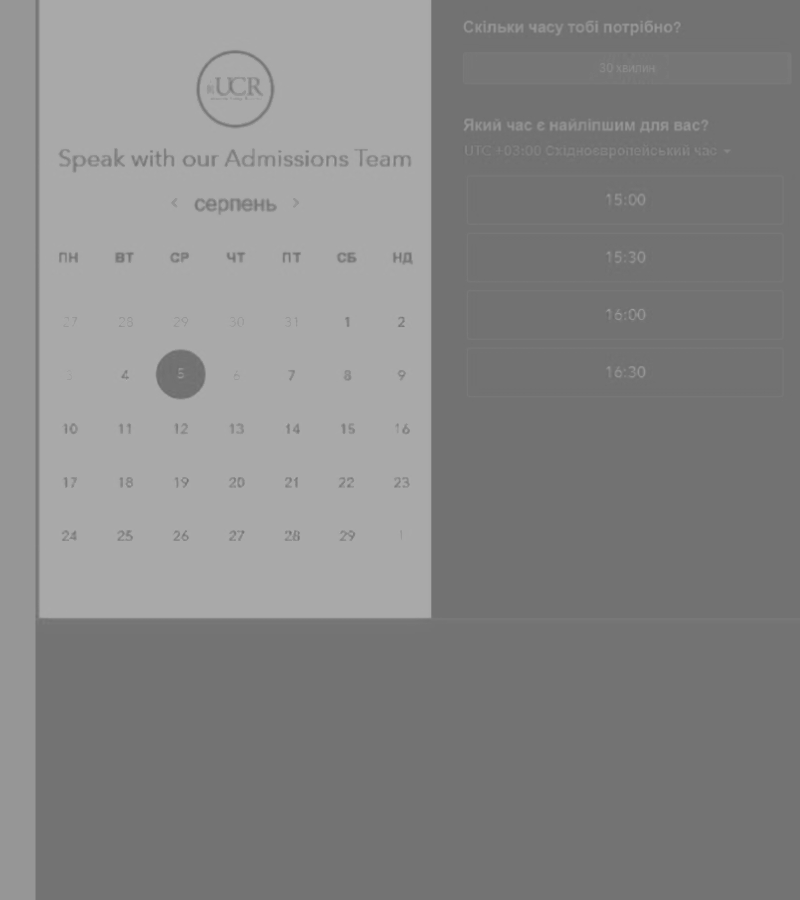 UCR
Speak with our Admissions Team
< серпень >
ПН ВТ СР ЧТ ПТ СБ НД
27 28 29 30 31 1 2
3 4 5 6 7 8 9
10 11 12 13 14 15 16
17 18 19 20 21 22 23
24 25 26 27 28 29 1
Скільки часу тобі потрібно?
30 хвилин
Який час є найліпшим для вас?
UTC +03:00 Східноєвропейський час
15:00
15:30
16:00
16:30